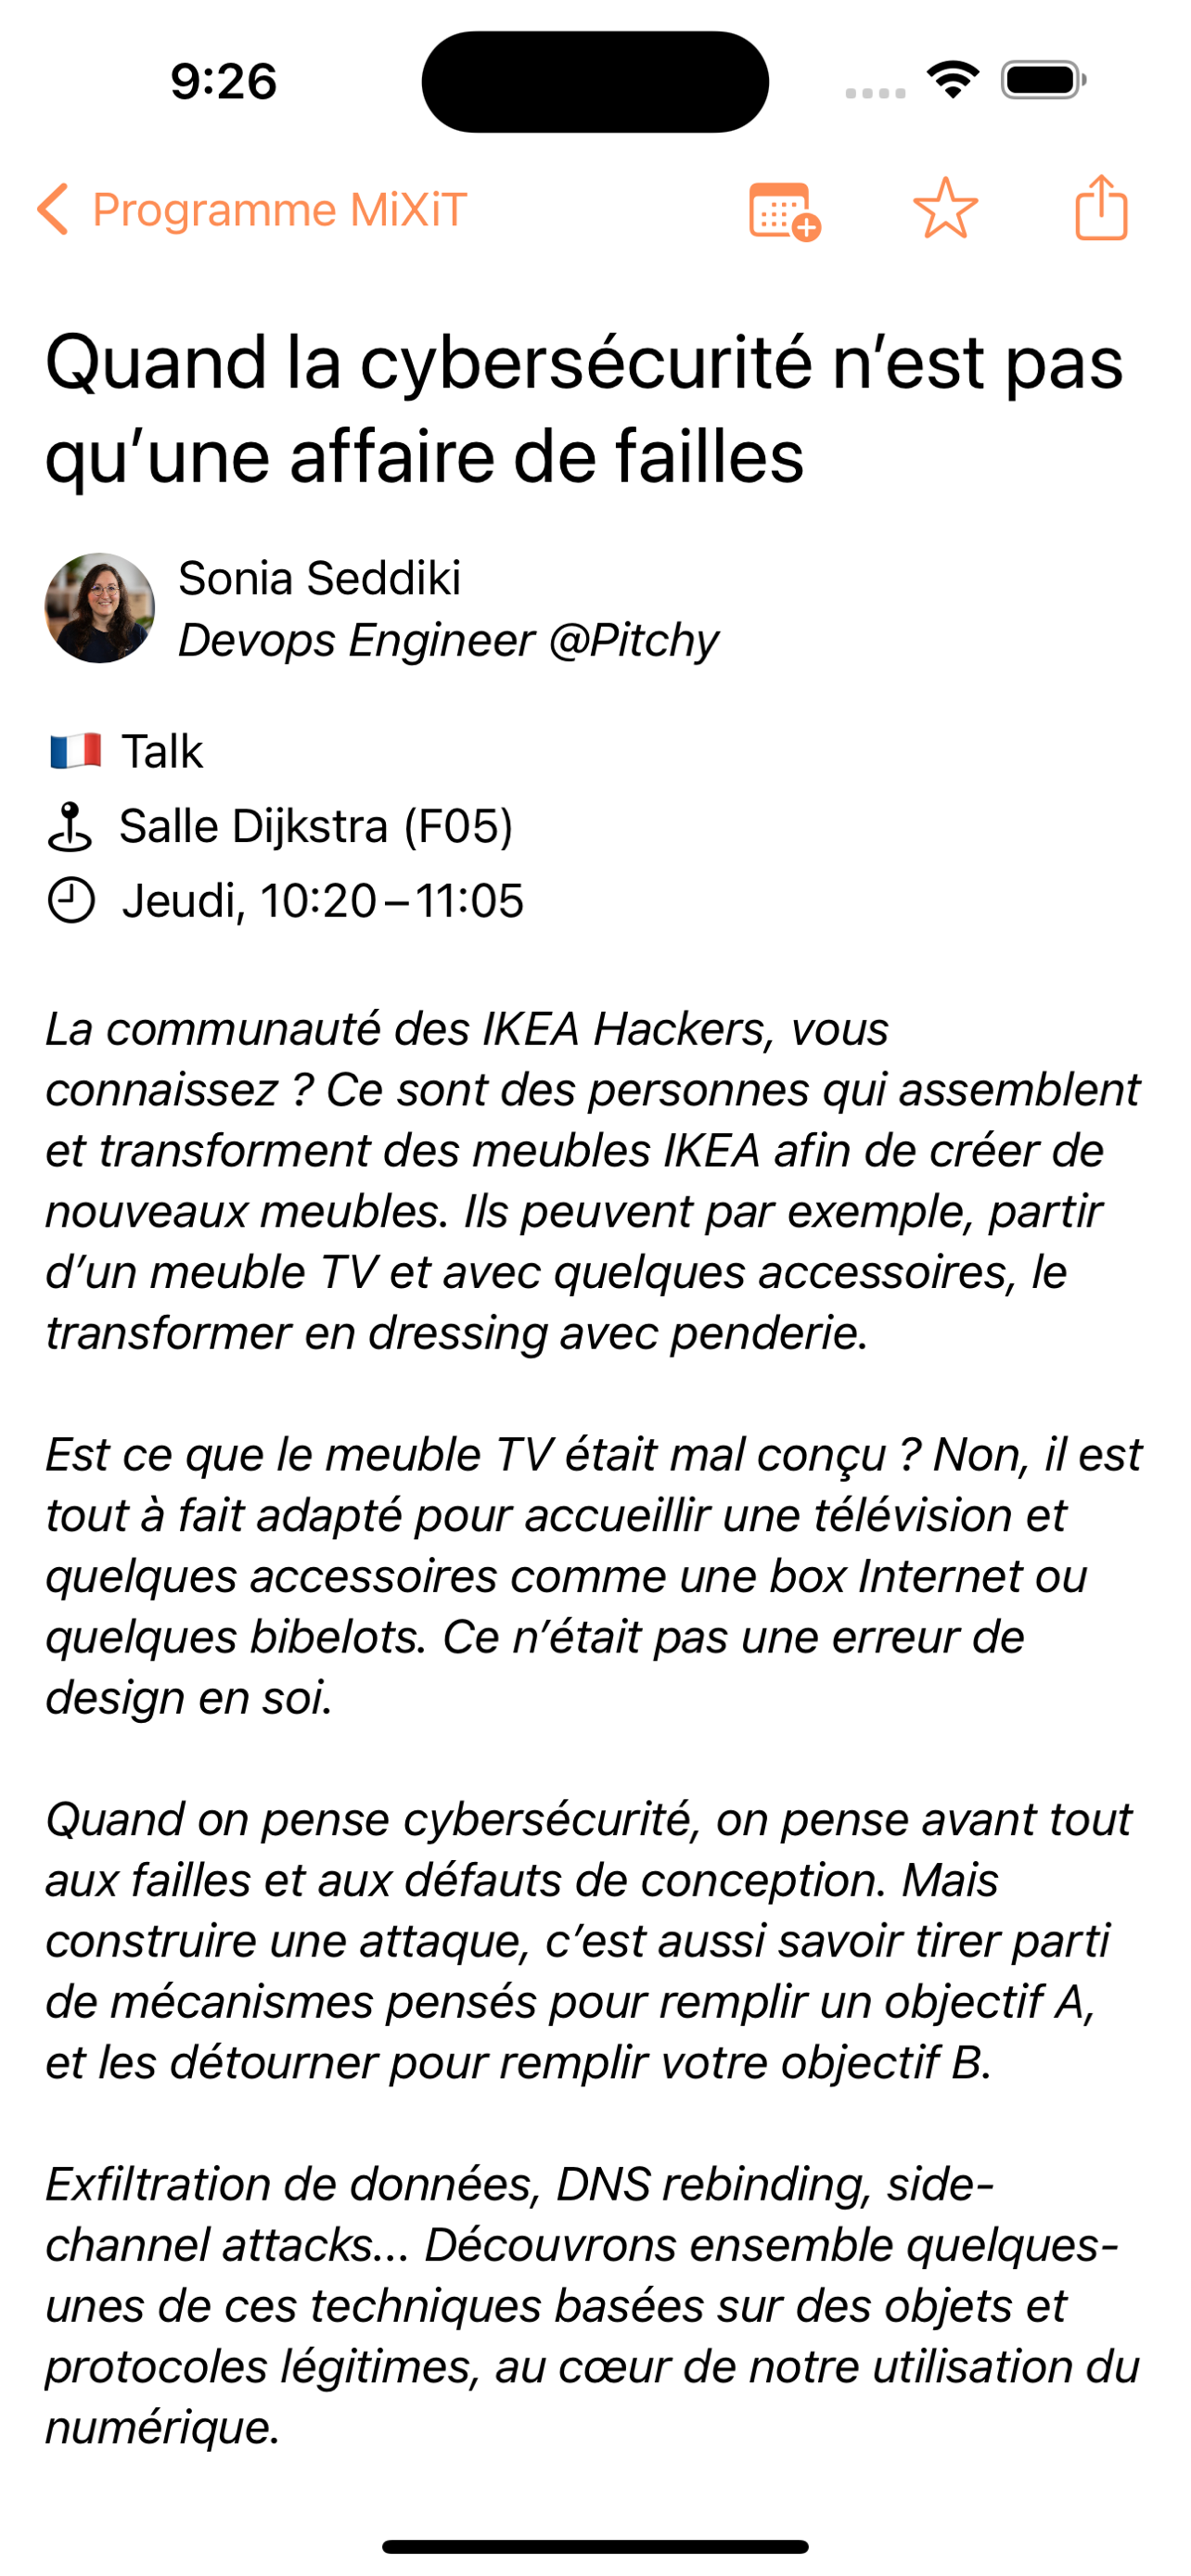 9:26
Programme MiXiT
Quand la cybersécurité n’est pas
qu’une affaire de failles
Sonia Seddiki
Devops Engineer @Pitchy
🇫🇷 Talk
Salle Dijkstra (F05)
Jeudi, 10:20 – 11:05
La communauté des IKEA Hackers, vous
connaissez ? Ce sont des personnes qui assemblent
et transforment des meubles IKEA afin de créer de
nouveaux meubles. Ils peuvent par exemple, partir
d’un meuble TV et avec quelques accessoires, le
transformer en dressing avec penderie.
Est ce que le meuble TV était mal conçu ? Non, il est
tout à fait adapté pour accueillir une télévision et
quelques accessoires comme une box Internet ou
quelques bibelots. Ce n’était pas une erreur de
design en soi.
Quand on pense cybersécurité, on pense avant tout
aux failles et aux défauts de conception. Mais
construire une attaque, c’est aussi savoir tirer parti
de mécanismes pensés pour remplir un objectif A,
et les détourner pour remplir votre objectif B.
Exfiltration de données, DNS rebinding, side-
channel attacks... Découvrons ensemble quelques-
unes de ces techniques basées sur des objets et
protocoles légitimes, au cœur de notre utilisation du
numérique.